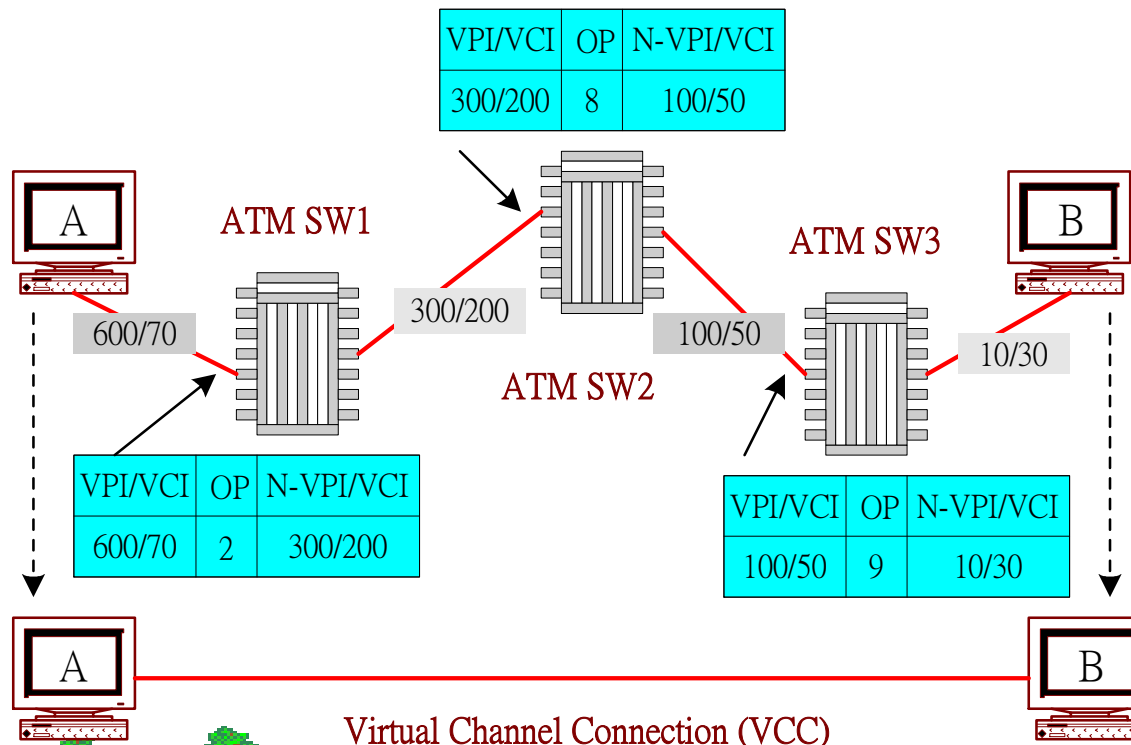 VPI/VCI OP N-VPI/VCI
300/200 8 100/50
A
ATM SW1
B
ATM SW3
600/70
300/200
100/50
10/30
ATM SW2
VPI/VCI OP N-VPI/VCI
600/70 2 300/200
VPI/VCI OP N-VPI/VCI
100/50 9 10/30
A
B
Virtual Channel Connection (VCC)